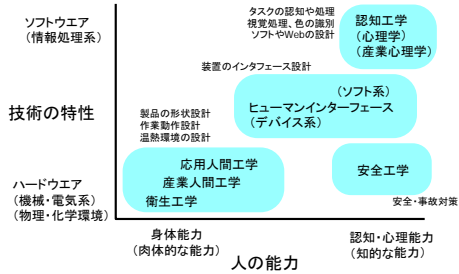 ソフトウエア
(情報処理系)
技術の特性
ハードウエア
(機械・電気系)
(物理・化学環境)
タスクの認知や処理
視覚処理、色の識別
ソフトやWebの設計
認知工学
(心理学)
(産業心理学)
装置のインタフェース設計
(ソフト系)
ヒューマンインターフェース
(デバイス系)
製品の形状設計
作業動作設計
温熱環境の設計
応用人間工学
産業人間工学
衛生工学
安全工学
安全・事故対策
身体能力
(肉体的な能力)
認知・心理能力
(知的な能力)
人の能力